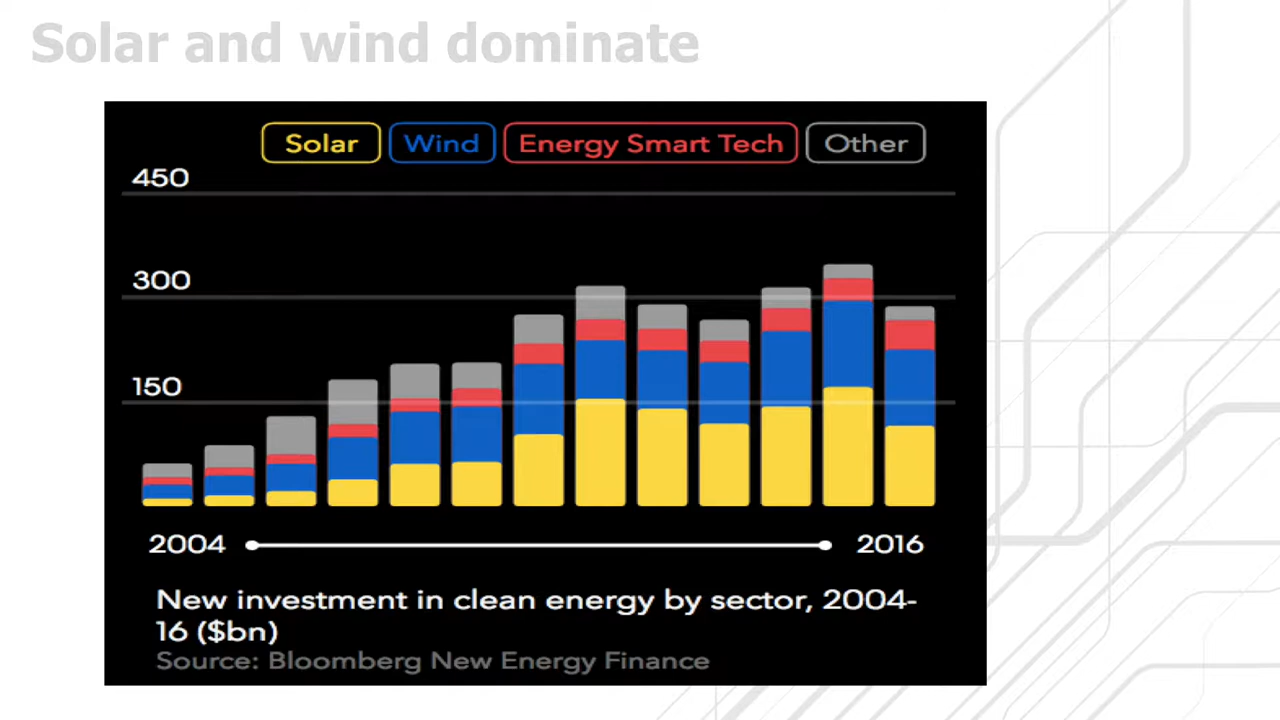 Solar and wind dominate
Solar Wind Energy Smart Tech Other
450
300
150
2004 2016
New investment in clean energy by sector, 2004-
16 ($bn)
Source: Bloomberg New Energy Finance